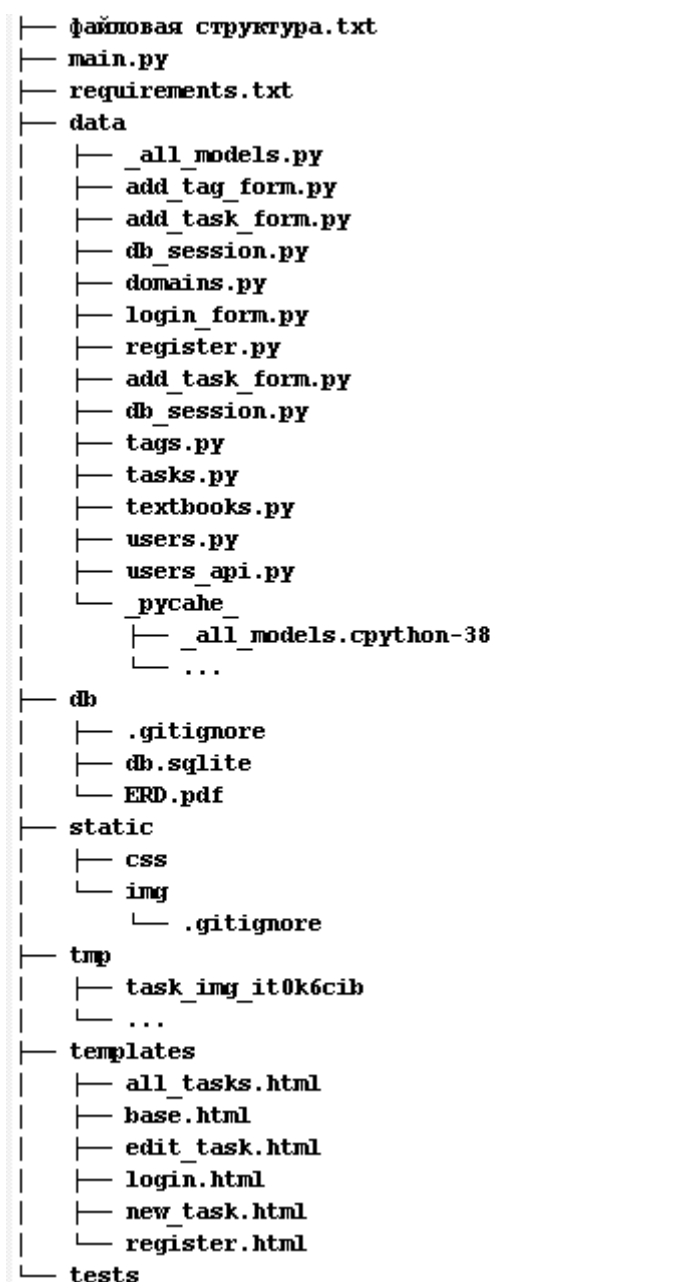 ├── файловая структура.txt
├── main.py
├── requirements.txt
├── data
│   ├── _all_models.py
│   ├── add_tag_form.py
│   ├── add_task_form.py
│   ├── db_session.py
│   ├── domains.py
│   ├── login_form.py
│   ├── register.py
│   ├── add_task_form.py
│   ├── db_session.py
│   ├── tags.py
│   ├── tasks.py
│   ├── textbooks.py
│   ├── users.py
│   ├── users_api.py
│   └── _pycahe_
│       ├── _all_models.cpython-38
│       └── ...
├── db
│   ├── .gitignore
│   ├── db.sqlite
│   └── ERD.pdf
├── static
│   ├── css
│   └── img
│       └── .gitignore
├── tmp
│   ├── task_img_it0k6cib
│   └── ...
├── templates
│   ├── all_tasks.html
│   ├── base.html
│   ├── edit_task.html
│   ├── login.html
│   ├── new_task.html
│   └── register.html
└── tests